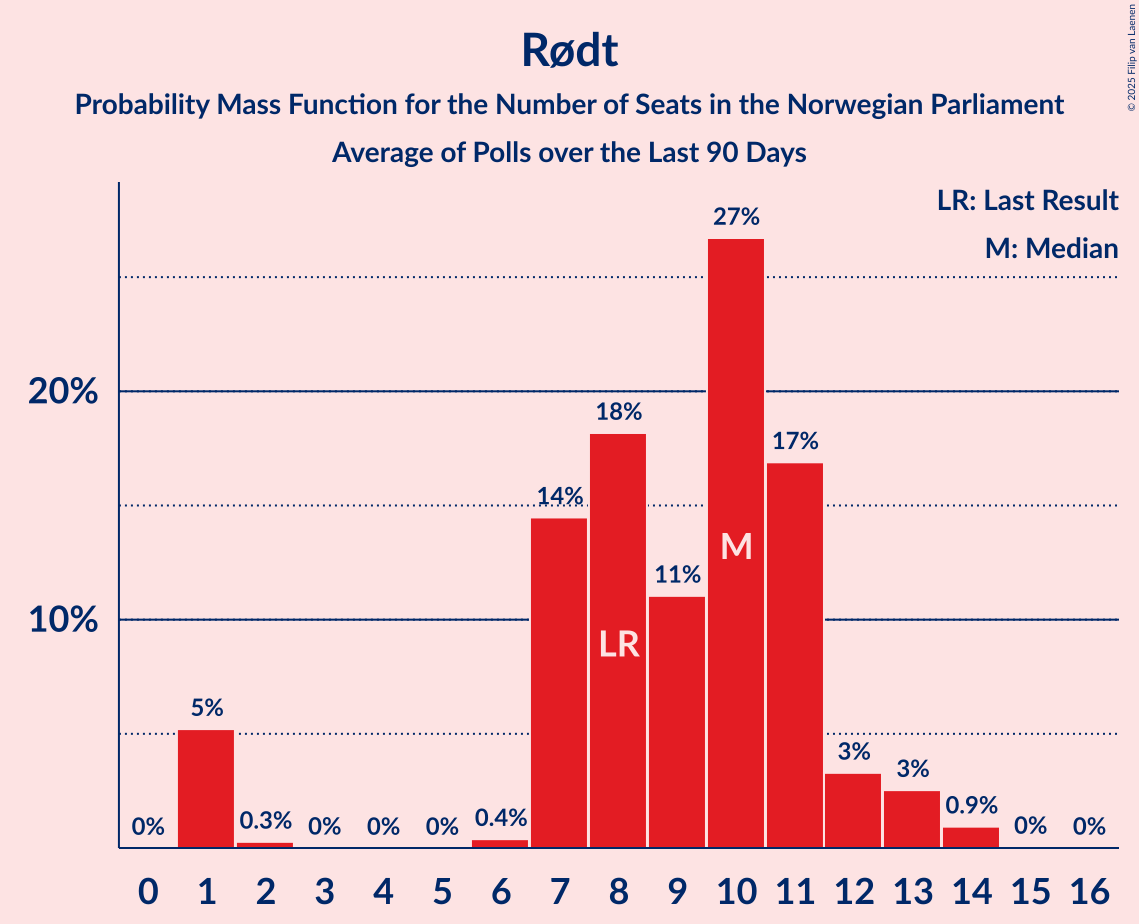 Rødt
Probability Mass Function for the Number of Seats in the Norwegian Parliament
Average of Polls over the Last 90 Days
© 2025 Filip van Laenen
LR: Last Result
M: Median
20%
10%
0%
5%
0.3%
0%
0%
0%
0.4%
14%
18%
11%
27%
17%
3%
3%
0.9%
0%
0%
LR
M
0 1 2 3 4 5 6 7 8 9 10 11 12 13 14 15 16